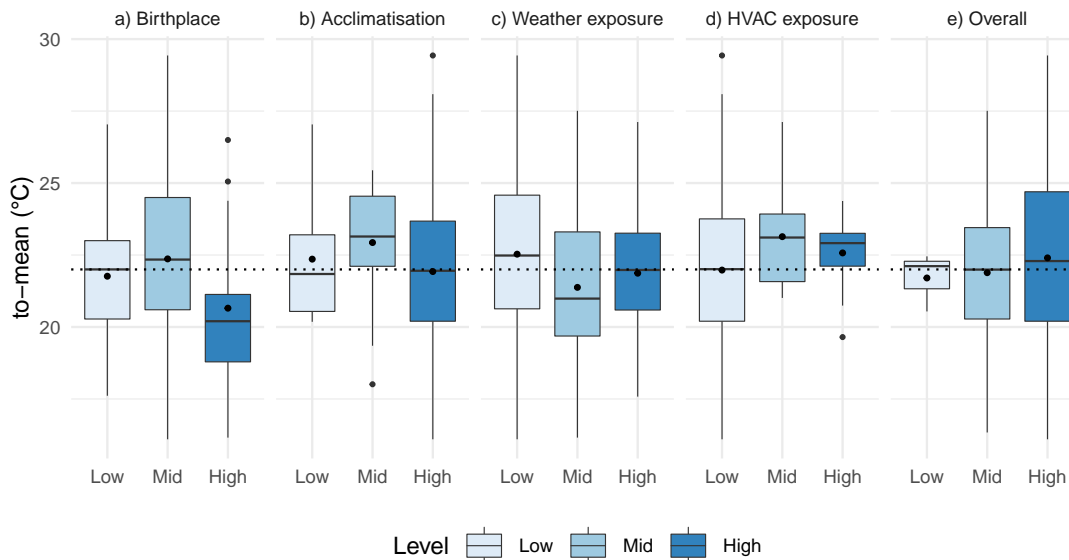 a) Birthplace b) Acclimatisation c) Weather exposure d) HVAC exposure e) Overall
30
25
20
to−mean (°C)
Low Mid High Low Mid High Low Mid High Low Mid High Low Mid High
Level Low Mid High